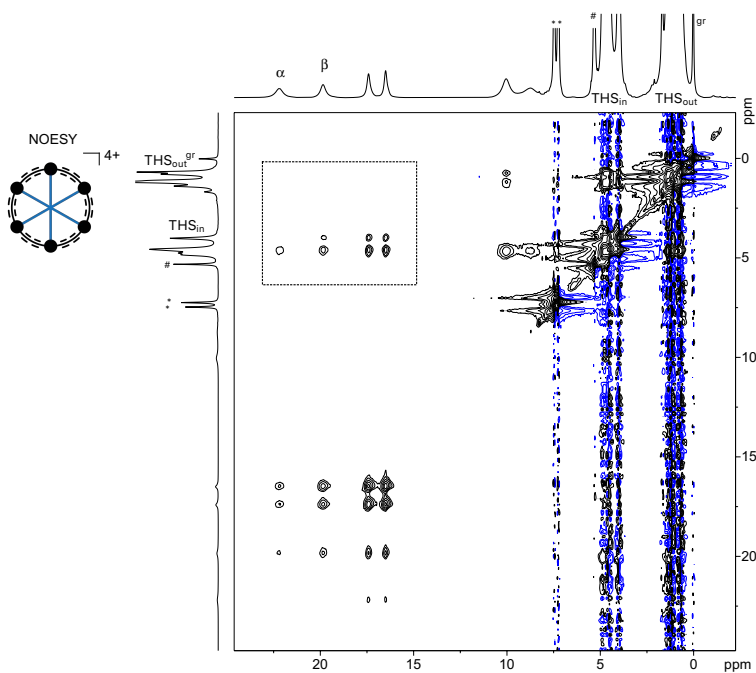 α
β
* *
#
gr
THS_in
THS_out
ppm
NOESY
4+
THS_out^gr
THS_in
#
*
*
0
5
10
15
20
20
15
10
5
0
ppm